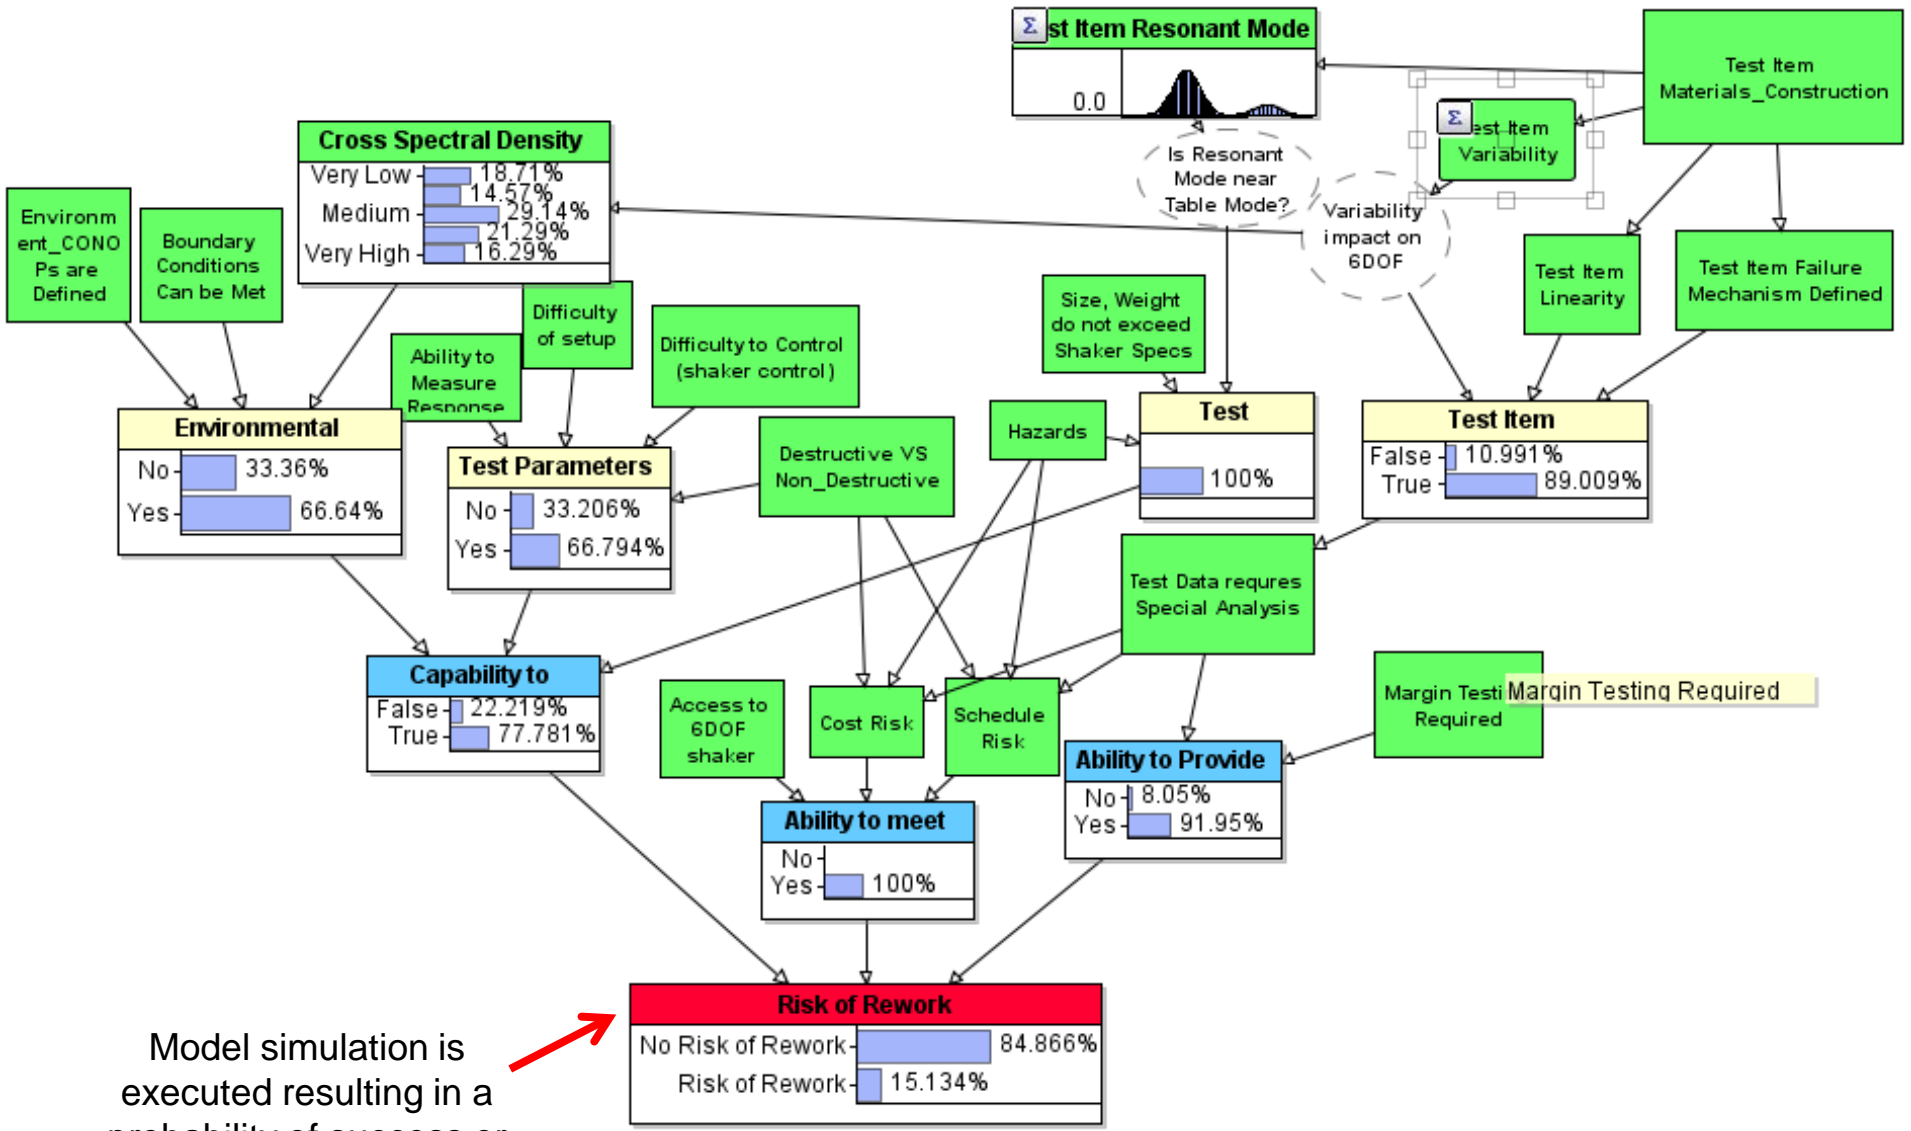 st Item Resonant Mode
0.0
Test Item
Materials_Construction
est Item
Variability
Cross Spectral Density
Very Low
18.71%
14.57%
Medium
29.14%
21.29%
Very High
16.29%
Is Resonant
Mode near
Table Mode?
Variability
impact on
6DOF
Environm
ent_CONO
Ps are
Defined
Boundary
Conditions
Can be Met
Difficulty
of setup
Ability to
Measure
Response
Difficulty to Control
(shaker control)
Size, Weight
do not exceed
Shaker Specs
Test Item
Linearity
Test Item Failure
Mechanism Defined
Environmental
No
33.36%
Yes
66.64%
Test Parameters
No
33.206%
Yes
66.794%
Destructive VS
Non_Destructive
Hazards
Test
100%
Test Item
False
10.991%
True
89.009%
Test Data requres
Special Analysis
Capability to
False
22.219%
True
77.781%
Access to
6DOF
shaker
Cost Risk
Schedule
Risk
Margin Testi
Required
Margin Testing Required
Ability to Provide
No
8.05%
Yes
91.95%
Ability to meet
No
Yes
100%
Risk of Rework
No Risk of Rework
84.866%
Risk of Rework
15.134%
Model simulation is
executed resulting in a
probability of success or